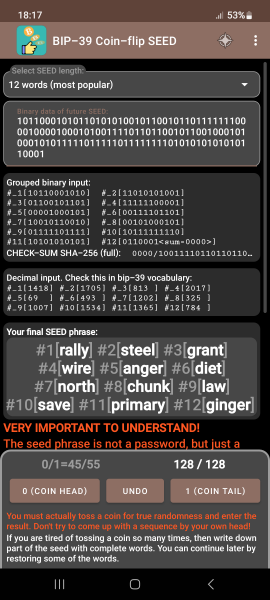 18:17
53%
BIP–39 Coin–flip SEED
Select SEED length:
12 words (most popular)
Binary data of future SEED:
1011000101011010101001011001011011111100
0001000100010100111101101100101100100010110
0010101111101111101111111101010101010101
10001
Grouped binary input:
#_1[10110001010] #_2[11010101001]
#_3[01100101101] #_4[11111100001]
#_5[00001000101] #_6[00111101101]
#_7[10010110010] #_8[00101000101]
#_9[01111101111] #10[10111111110]
#11[10101010101] #12[0110001<sum-0000>]
CHECK–SUM SHA–256 (full): 0000/1001110110110110...
Decimal input. Check this in bip–39 vocabulary:
#_1[1418] #_2[1705] #_3[813 ] #_4[2017]
#_5[69 ] #_6[493 ] #_7[1202] #_8[325 ]
#_9[1007] #10[1534] #11[1365] #12[784 ]
Your final SEED phrase:
#1[rally] #2[steel] #3[grant]
#4[wire] #5[anger] #6[diet]
#7[north] #8[chunk] #9[law]
#10[save] #11[primary] #12[ginger]
VERY IMPORTANT TO UNDERSTAND!
The seed phrase is not a password, but just a
0/1=45/55 128 / 128
0 (COIN HEAD) UNDO 1 (COIN TAIL)
You must actually toss a coin for true randomness and enter the
result. Don't try to come up with a sequence by your own head!
If you are tired of tossing a coin so many times, then write down
part of the seed with complete words. You can continue later by
restoring some of the words.